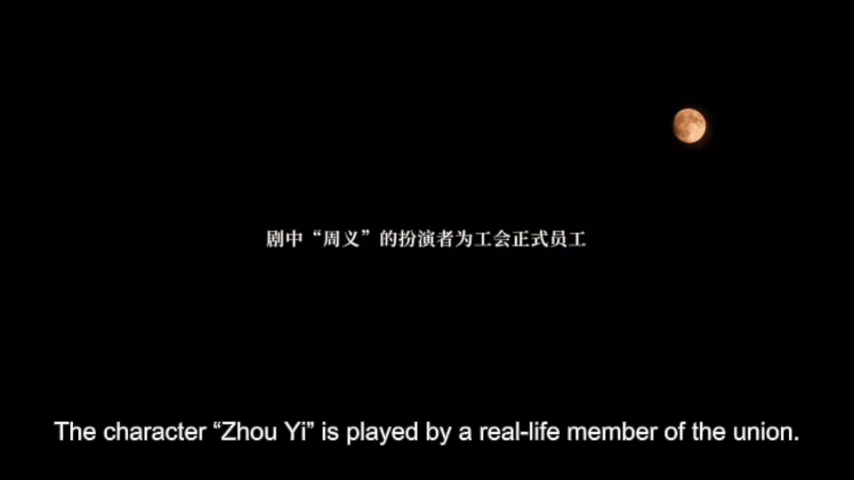 剧中“周义”的扮演者为工会正式员工
The character “Zhou Yi” is played by a real-life member of the union.